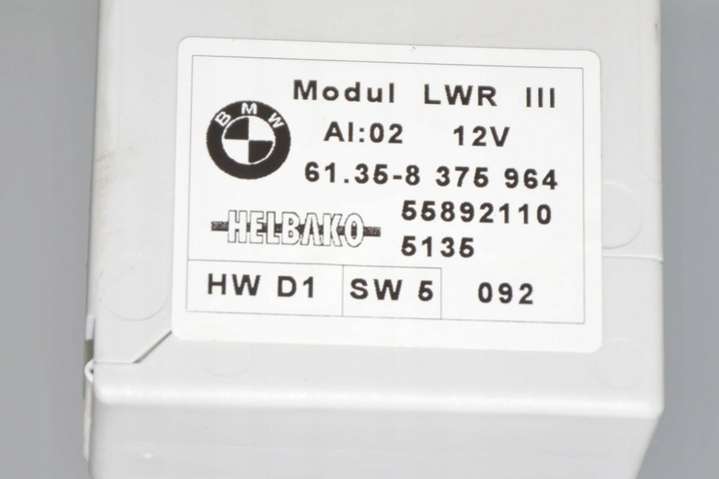 Modul LWR III
BMW
AI:02 12V
61.35-8 375 964
55892110
HELBAKO
5135
HW D1 SW 5 092